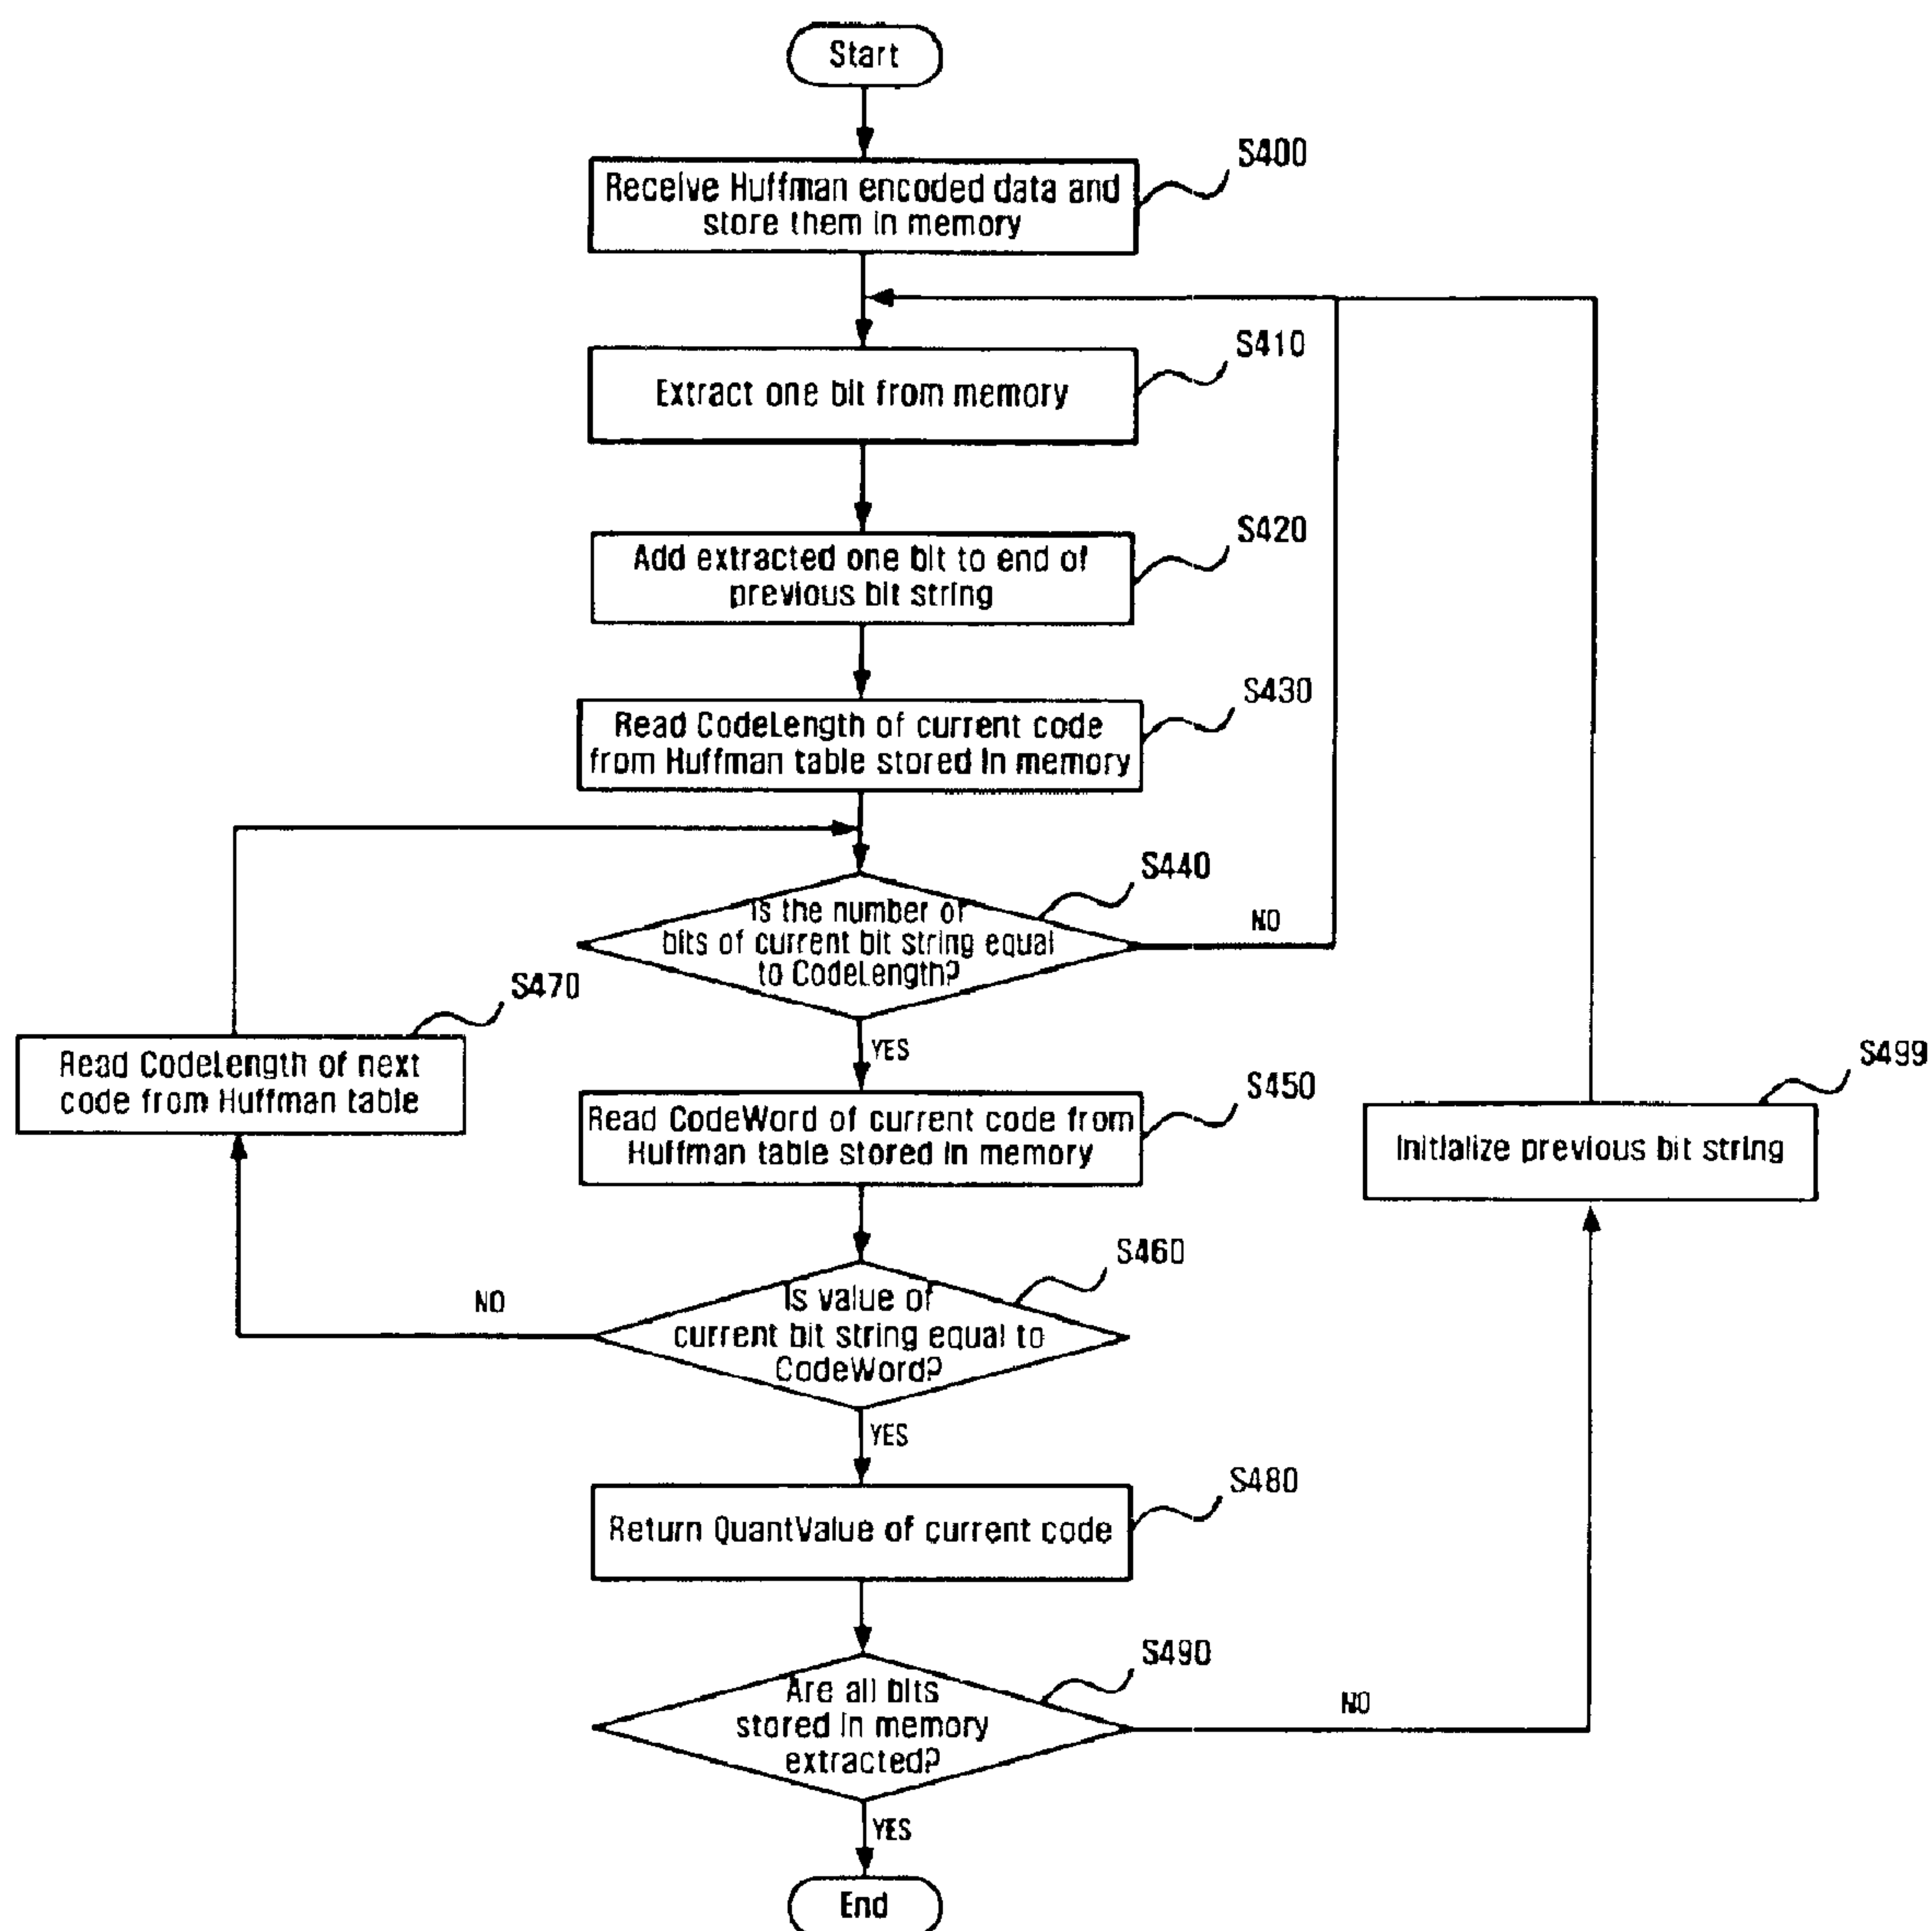 Start
S400
Receive Huffman encoded data and
store them in memory
S410
Extract one bit from memory
S420
Add extracted one bit to end of
previous bit string
S430
Read CodeLength of current code
from Huffman table stored in memory
S440
Is the number of
bits of current bit string equal
to CodeLength?
NO
S470
Read CodeLength of next
code from Huffman table
YES
S450
Read CodeWord of current code from
Huffman table stored in memory
S499
Initialize previous bit string
S460
Is value of
current bit string equal to
CodeWord?
NO
YES
S480
Return QuantValue of current code
S490
Are all bits
stored in memory
extracted?
NO
YES
End